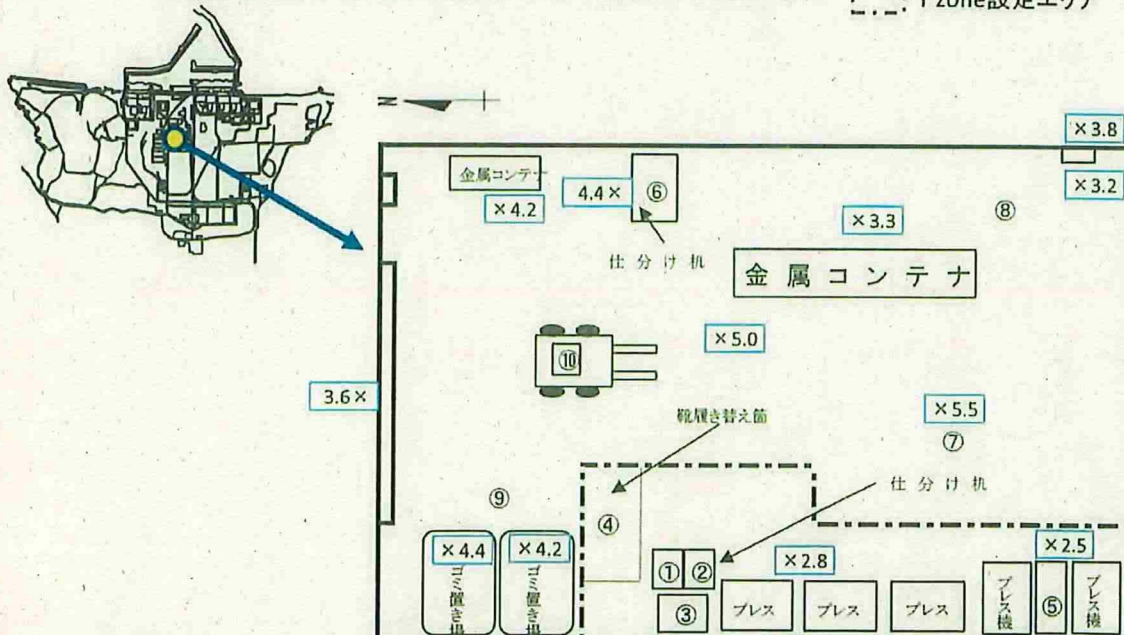 Y zone設定エリア
N
×3.8
金属コンテナ
4.4×
⑥
×3.2
×4.2
×3.3
⑧
仕 分 け 机
金 属 コ ン テ ナ
⑩
×5.0
3.6×
靴履き替え箇
×5.5
⑦
仕 分 け 机
⑨
④
×4.4
×4.2
×2.8
×2.5
ゴミ置き場
ゴミ置き場
①
②
③
プレス
プレス
プレス
プレス機
⑤
プレス機